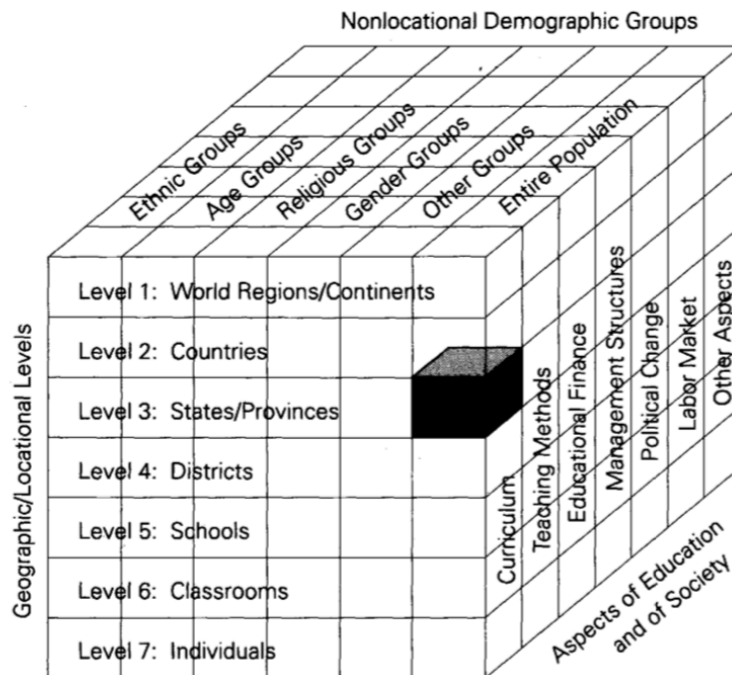 Nonlocational Demographic Groups
Ethnic Groups
Age Groups
Religious Groups
Gender Groups
Other Groups
Entire Population
Geographic/Locational Levels
Level 1: World Regions/Continents
Level 2: Countries
Level 3: States/Provinces
Level 4: Districts
Level 5: Schools
Level 6: Classrooms
Level 7: Individuals
Curriculum
Teaching Methods
Educational Finance
Management Structures
Political Change
Labor Market
Other Aspects
Aspects of Education
and of Society